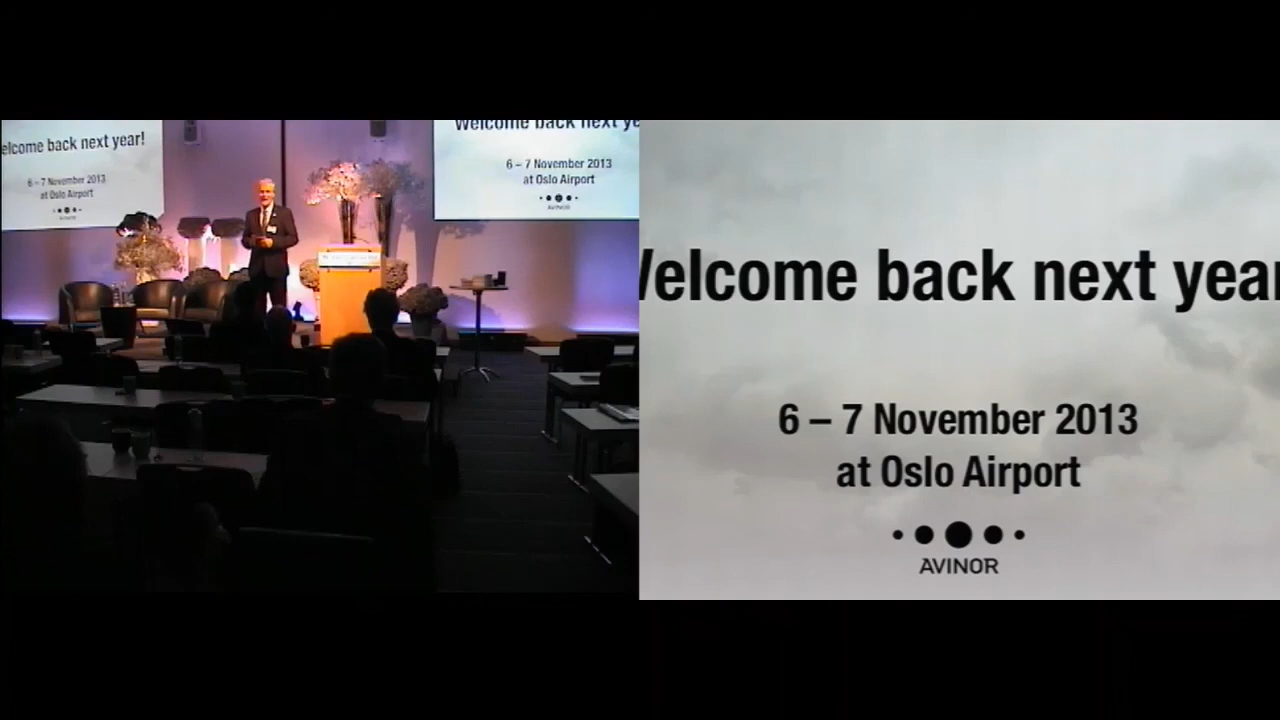 elcome back next year!
6 – 7 November 2013
at Oslo Airport
AVINOR
Welcome back next ye
6 – 7 November 2013
at Oslo Airport
AVINOR
Welcome back next year
6 – 7 November 2013
at Oslo Airport
AVINOR